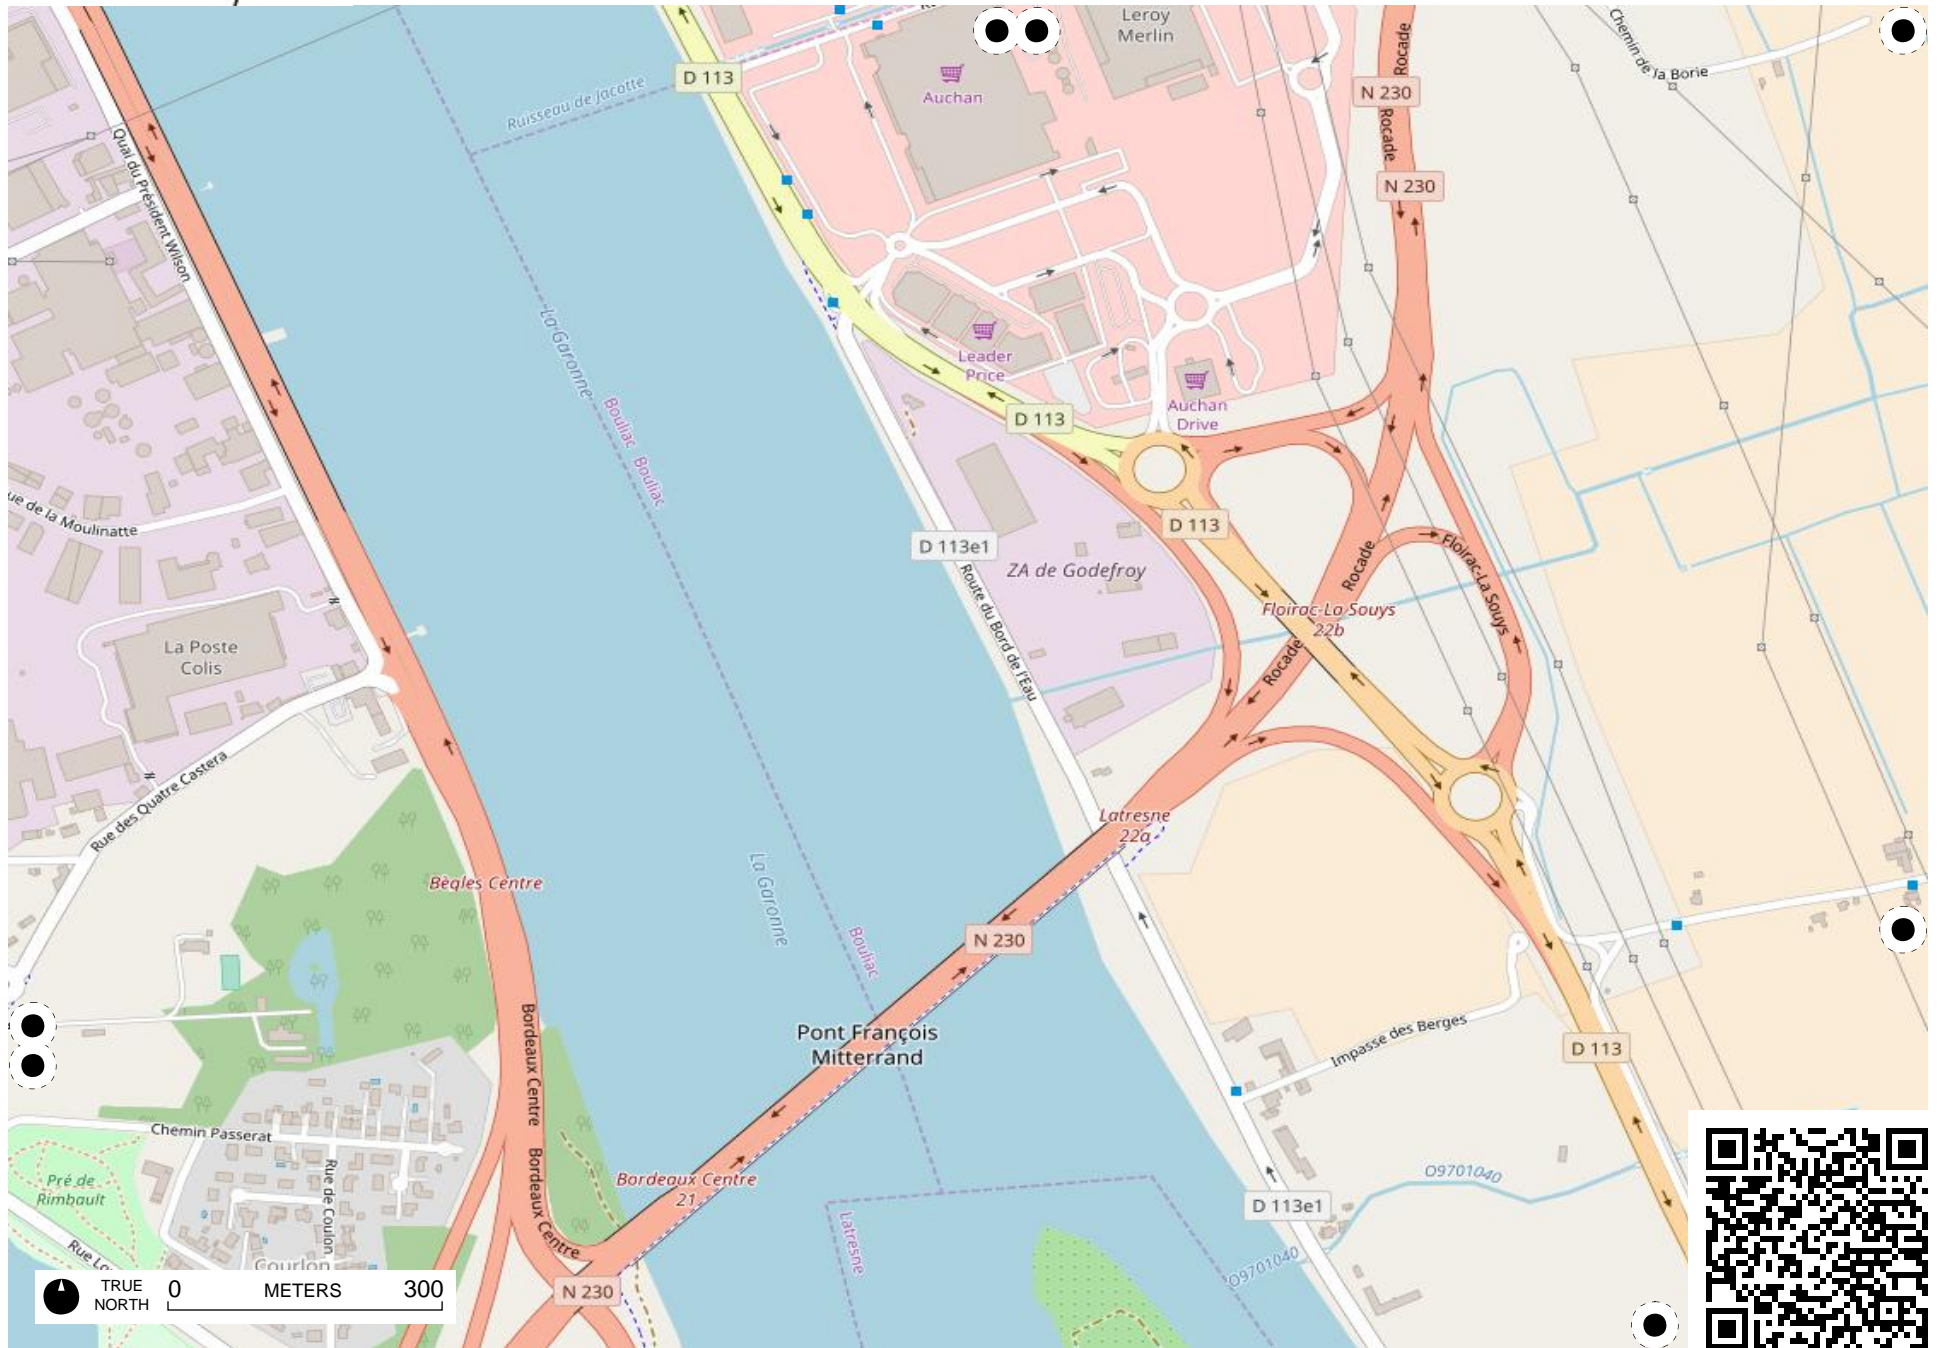 Leroy
Merlin
Rocade
Chemin de la Borie
D 113
Auchan
N 230
Ruisseau de Jacotte
Rocade
Quai du Président Wilson
N 230
La Garonne
Leader
Price
Bouliac
Bouliac
D 113
Auchan
Drive
ue de la Moulinatte
D 113
D 113e1
ZA de Godefroy
Rocade
Floirac-La Souys
Route du Bord de l'Eau
Floirac-La Souys
22b
La Poste
Colis
Rocade
Rue des Quatre Castera
Latresne
22a
Bègles Centre
La Garonne
Bouliac
N 230
Bordeaux Centre
Pont François
Mitterrand
Impasse des Berges
D 113
Chemin Passerat
Bordeaux Centre
Rue de Coulon
Pré de
Rimbault
Bordeaux Centre
21
O9701040
D 113e1
Latresne
Rue Lo
Courlon
O9701040
N 230
TRUE
NORTH
0 METERS 300